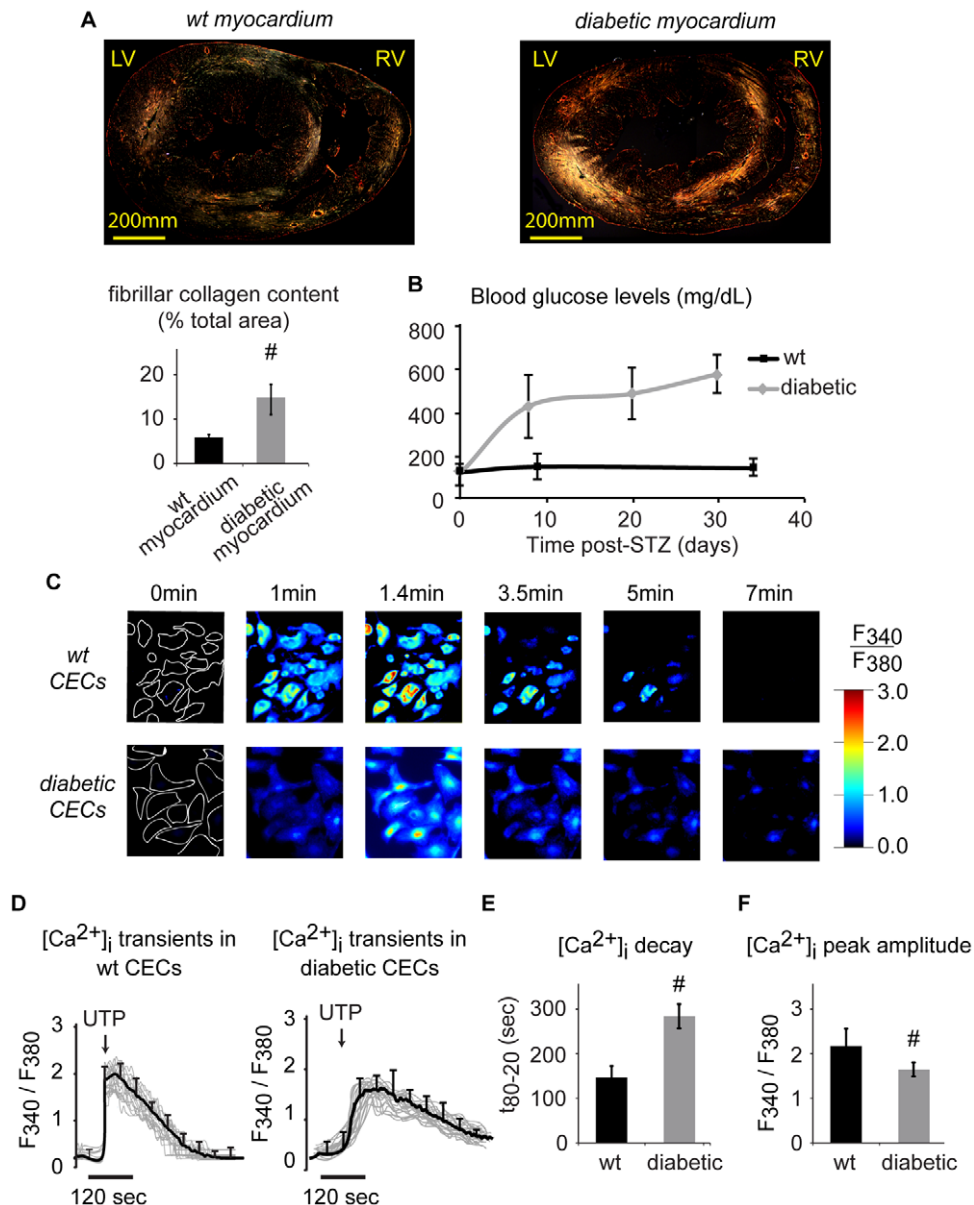 A
wt myocardium
diabetic myocardium
LV
RV
200mm
LV
RV
200mm
fibrillar collagen content
(% total area)
#
20
10
0
wt
myocardium
diabetic
myocardium
B
Blood glucose levels (mg/dL)
800
600
400
200
0
wt
diabetic
0
10
20
30
40
Time post-STZ (days)
C
0min
1min
1.4min
3.5min
5min
7min
wt
CECs
diabetic
CECs
F340
F380
3.0
2.0
1.0
0.0
D
[Ca2+]i transients in
wt CECs
UTP
F340 / F380
3
2
1
0
120 sec
[Ca2+]i transients in
diabetic CECs
UTP
3
2
1
0
120 sec
E
[Ca2+]i decay
#
t80-20 (sec)
300
200
100
0
wt
diabetic
F
[Ca2+]i peak amplitude
#
F340 / F380
3
2
1
0
wt
diabetic